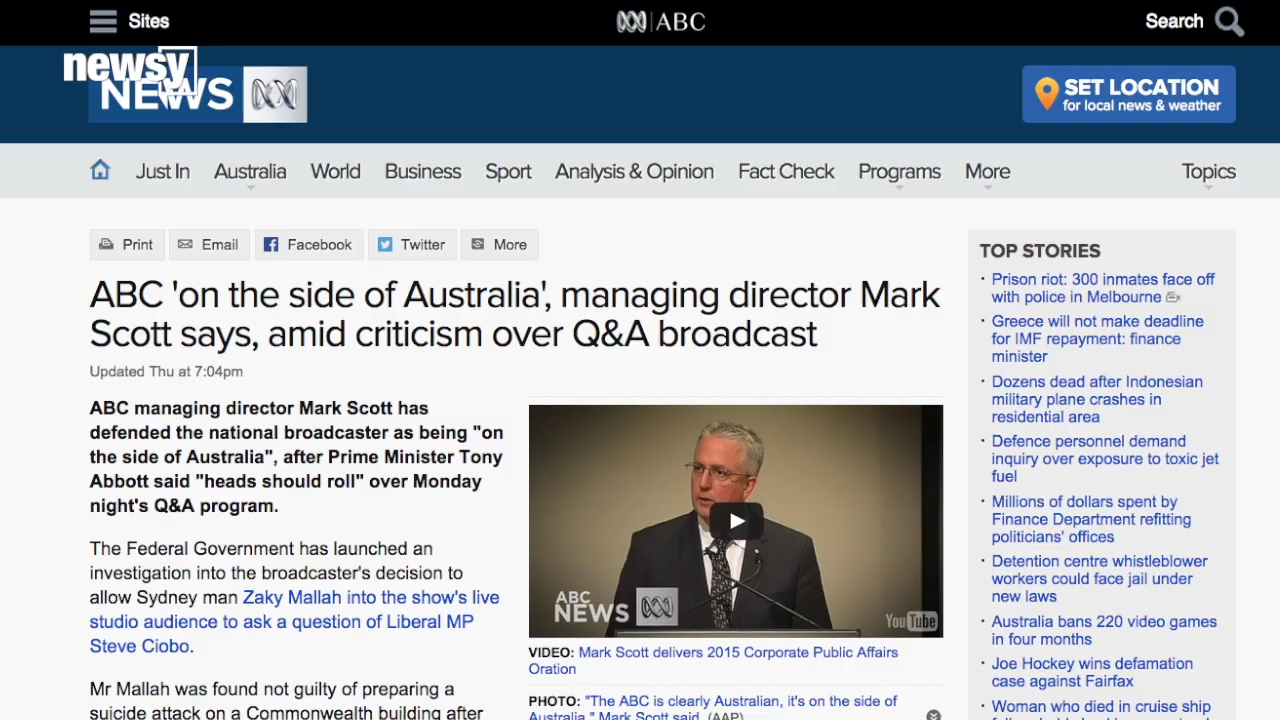 Sites
ABC
Search
newsy
NEWS
SET LOCATION
for local news & weather
Just In
Australia
World
Business
Sport
Analysis & Opinion
Fact Check
Programs
More
Topics
Print
Email
Facebook
Twitter
More
ABC 'on the side of Australia', managing director Mark
Scott says, amid criticism over Q&A broadcast
Updated Thu at 7:04pm
ABC managing director Mark Scott has
defended the national broadcaster as being "on
the side of Australia", after Prime Minister Tony
Abbott said "heads should roll" over Monday
night's Q&A program.
The Federal Government has launched an
investigation into the broadcaster's decision to
allow Sydney man Zaky Mallah into the show's live
studio audience to ask a question of Liberal MP
Steve Ciobo.
Mr Mallah was found not guilty of preparing a
suicide attack on a Commonwealth building after
ABC
NEWS
YouTube
VIDEO: Mark Scott delivers 2015 Corporate Public Affairs
Oration
PHOTO: "The ABC is clearly Australian, it's on the side of
Australia," Mark Scott said. (AAP)
TOP STORIES
Prison riot: 300 inmates face off
with police in Melbourne
Greece will not make deadline
for IMF repayment: finance
minister
Dozens dead after Indonesian
military plane crashes in
residential area
Defence personnel demand
inquiry over exposure to toxic jet
fuel
Millions of dollars spent by
Finance Department refitting
politicians' offices
Detention centre whistleblower
workers could face jail under
new laws
Australia bans 220 video games
in four months
Joe Hockey wins defamation
case against Fairfax
Woman who died in cruise ship